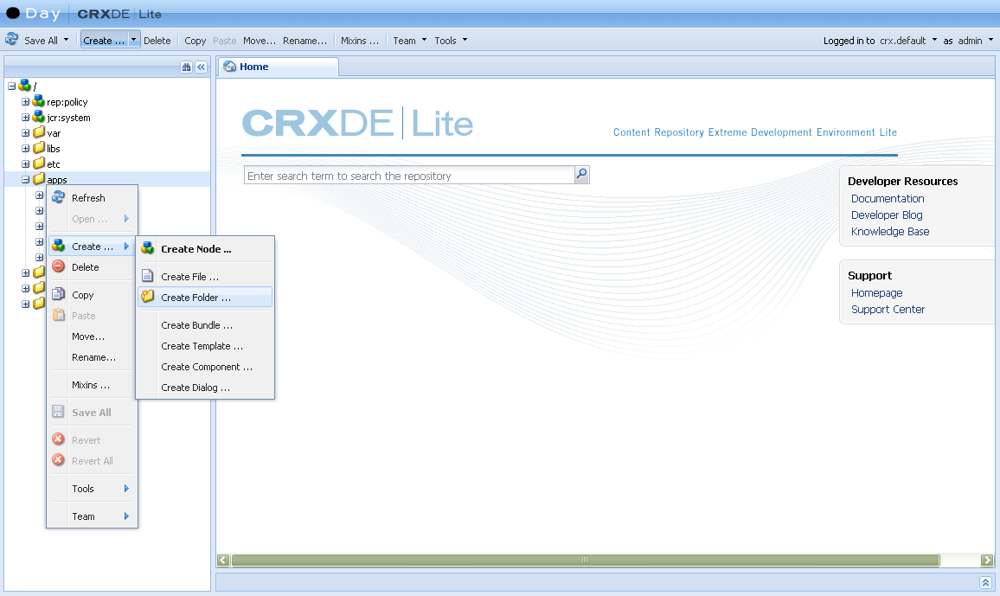 Day CRXDE Lite
Save All Create ... Delete Copy Paste Move... Rename... Mixins ... Team Tools Logged in to crx.default as admin
Home
/
rep:policy
jcr:system
var
libs
etc
apps
Refresh
Open ...
Create ...
Delete
Copy
Paste
Move...
Rename...
Mixins ...
Save All
Revert
Revert All
Tools
Team
Create Node ...
Create File ...
Create Folder ...
Create Bundle ...
Create Template ...
Create Component ...
Create Dialog ...
CRXDE Lite
Content Repository Extreme Development Environment Lite
Enter search term to search the repository
Developer Resources
Documentation
Developer Blog
Knowledge Base
Support
Homepage
Support Center